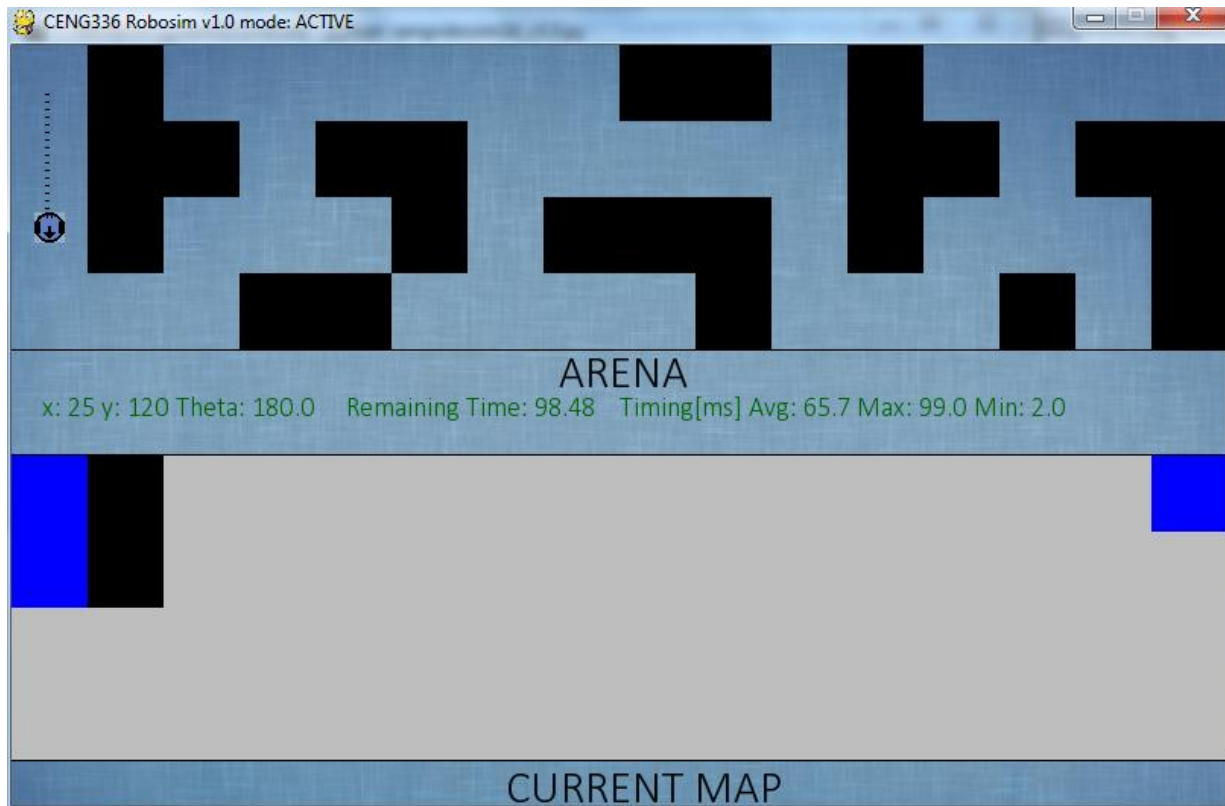 CENG336 Robosim v1.0 mode: ACTIVE
ARENA
x: 25 y: 120 Theta: 180.0 Remaining Time: 98.48 Timing[ms] Avg: 65.7 Max: 99.0 Min: 2.0
CURRENT MAP